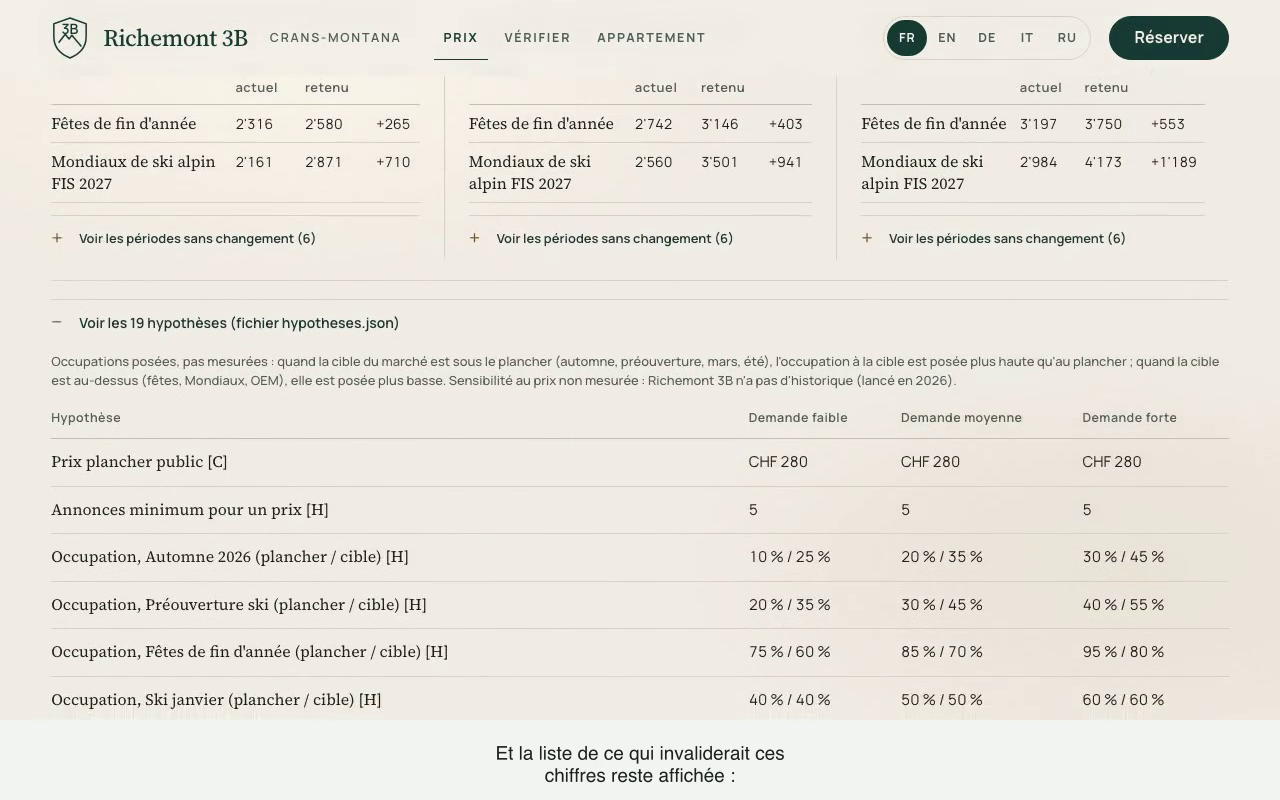 3B Richemont 3B CRANS-MONTANA PRIX VÉRIFIER APPARTEMENT FR EN DE IT RU Réserver
actuel retenu actuel retenu actuel retenu
Fêtes de fin d'année 2'316 2'580 +265 Fêtes de fin d'année 2'742 3'146 +403 Fêtes de fin d'année 3'197 3'750 +553
Mondiaux de ski alpin 2'161 2'871 +710 Mondiaux de ski 2'560 3'501 +941 Mondiaux de ski 2'984 4'173 +1'189
FIS 2027 alpin FIS 2027 alpin FIS 2027
+ Voir les périodes sans changement (6) + Voir les périodes sans changement (6) + Voir les périodes sans changement (6)
− Voir les 19 hypothèses (fichier hypotheses.json)
Occupations posées, pas mesurées : quand la cible du marché est sous le plancher (automne, préouverture, mars, été), l'occupation à la cible est posée plus haute qu'au plancher ; quand la cible
est au-dessus (fêtes, Mondiaux, OEM), elle est posée plus basse. Sensibilité au prix non mesurée : Richemont 3B n'a pas d'historique (lancé en 2026).
Hypothèse Demande faible Demande moyenne Demande forte
Prix plancher public [C] CHF 280 CHF 280 CHF 280
Annonces minimum pour un prix [H] 5 5 5
Occupation, Automne 2026 (plancher / cible) [H] 10 % / 25 % 20 % / 35 % 30 % / 45 %
Occupation, Préouverture ski (plancher / cible) [H] 20 % / 35 % 30 % / 45 % 40 % / 55 %
Occupation, Fêtes de fin d'année (plancher / cible) [H] 75 % / 60 % 85 % / 70 % 95 % / 80 %
Occupation, Ski janvier (plancher / cible) [H] 40 % / 40 % 50 % / 50 % 60 % / 60 %
Et la liste de ce qui invaliderait ces
chiffres reste affichée :